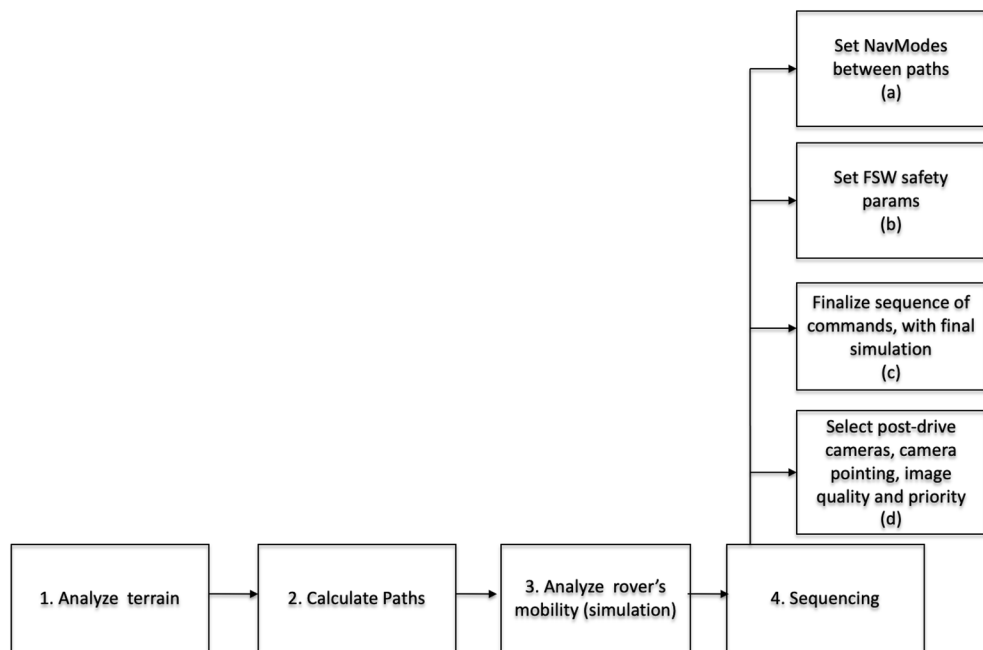 Set NavModes
between paths
(a)
Set FSW safety
params
(b)
Finalize sequence of
commands, with final
simulation
(c)
Select post-drive
cameras, camera
pointing, image
quality and priority
(d)
1. Analyze terrain
2. Calculate Paths
3. Analyze rover's
mobility (simulation)
4. Sequencing